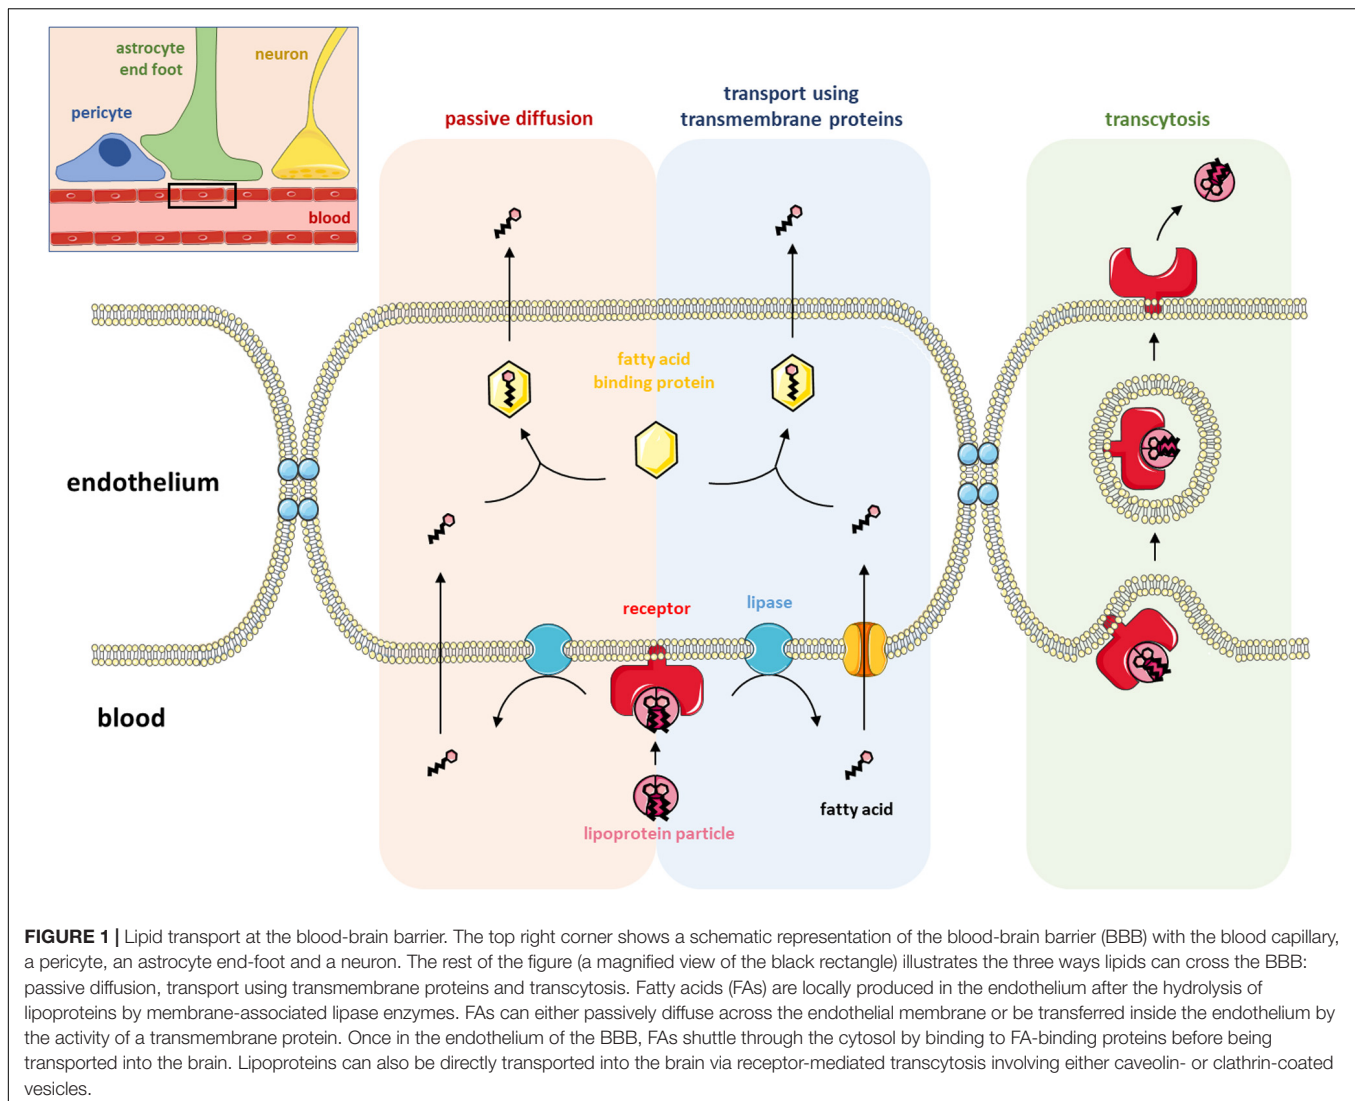 astrocyte
end foot
neuron
pericyte
blood
passive diffusion
transport using
transmembrane proteins
transcytosis
fatty acid
binding protein
endothelium
receptor
lipase
blood
fatty acid
lipoprotein particle
FIGURE 1 | Lipid transport at the blood-brain barrier. The top right corner shows a schematic representation of the blood-brain barrier (BBB) with the blood capillary,
a pericyte, an astrocyte end-foot and a neuron. The rest of the figure (a magnified view of the black rectangle) illustrates the three ways lipids can cross the BBB:
passive diffusion, transport using transmembrane proteins and transcytosis. Fatty acids (FAs) are locally produced in the endothelium after the hydrolysis of
lipoproteins by membrane-associated lipase enzymes. FAs can either passively diffuse across the endothelial membrane or be transferred inside the endothelium by
the activity of a transmembrane protein. Once in the endothelium of the BBB, FAs shuttle through the cytosol by binding to FA-binding proteins before being
transported into the brain. Lipoproteins can also be directly transported into the brain via receptor-mediated transcytosis involving either caveolin- or clathrin-coated
vesicles.